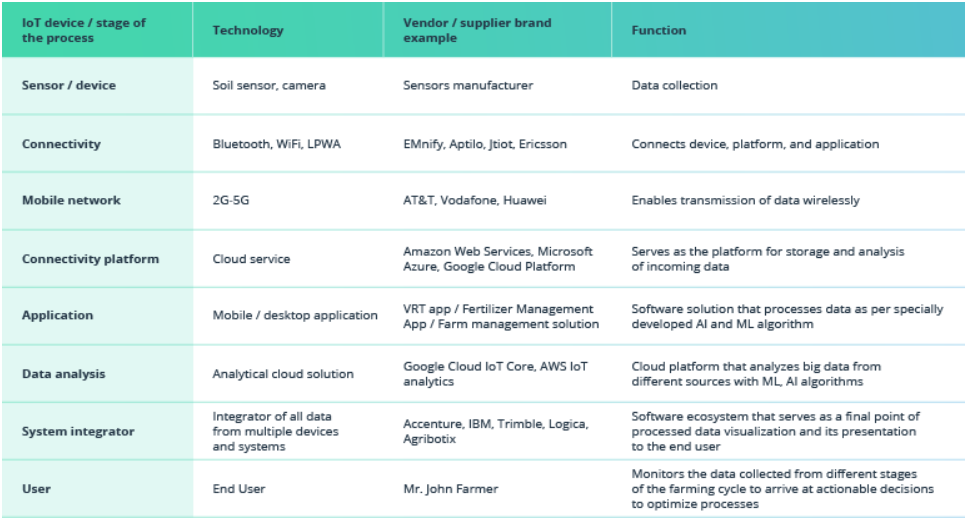 IoT device / stage of
the process
Technology
Vendor / supplier brand
example
Function
Sensor / device
Soil sensor, camera
Sensors manufacturer
Data collection
Connectivity
Bluetooth, WiFi, LPWA
EMnify, Aptilo, Jtiot, Ericsson
Connects device, platform, and application
Mobile network
2G-5G
AT&T, Vodafone, Huawei
Enables transmission of data wirelessly
Connectivity platform
Cloud service
Amazon Web Services, Microsoft
Azure, Google Cloud Platform
Serves as the platform for storage and analysis
of incoming data
Application
Mobile / desktop application
VRT app / Fertilizer Management
App / Farm management solution
Software solution that processes data as per specially
developed AI and ML algorithm
Data analysis
Analytical cloud solution
Google Cloud IoT Core, AWS IoT
analytics
Cloud platform that analyzes big data from
different sources with ML, AI algorithms
System integrator
Integrator of all data
from multiple devices
and systems
Accenture, IBM, Trimble, Logica,
Agribotix
Software ecosystem that serves as a final point of
processed data visualization and its presentation
to the end user
User
End User
Mr. John Farmer
Monitors the data collected from different stages
of the farming cycle to arrive at actionable decisions
to optimize processes